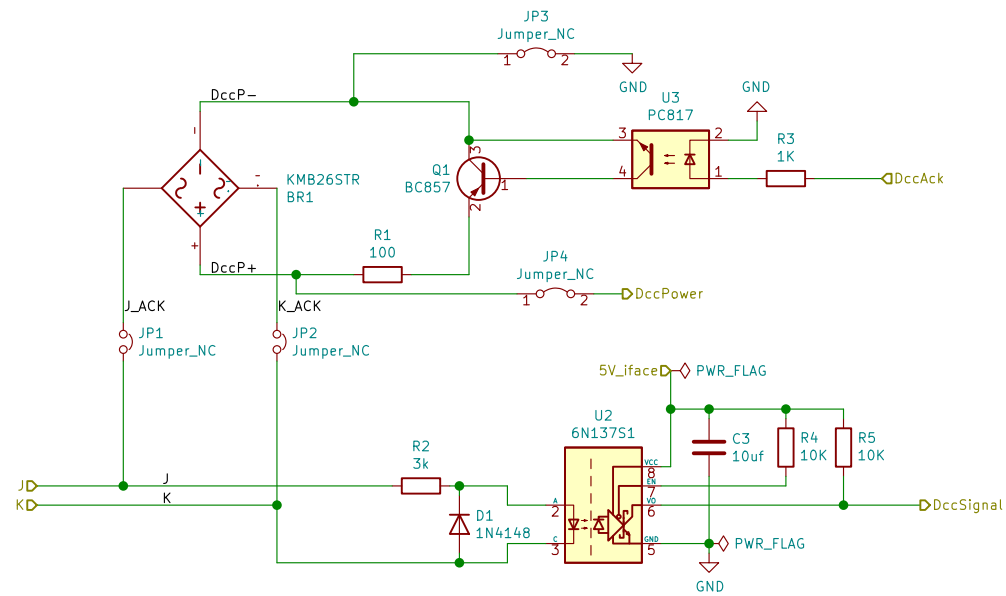 JP3
Jumper_NC
1 2
GND
DccP-
GND
U3
PC817
3 2
4 1
R3
1K
DccAck
-
+
-
+
KMB26STR
BR1
Q1
BC857
3
1
2
R1
100
DccP+
JP4
Jumper_NC
1 2
DccPower
J_ACK
K_ACK
JP1
Jumper_NC
JP2
Jumper_NC
5V_iface
PWR_FLAG
U2
6N137S1
C3
10uf
R4
10K
R5
10K
R2
3k
VCC
8
EN
7
VO
6
GND
5
A
2
C
3
J
J
K
K
D1
1N4148
DccSignal
PWR_FLAG
GND